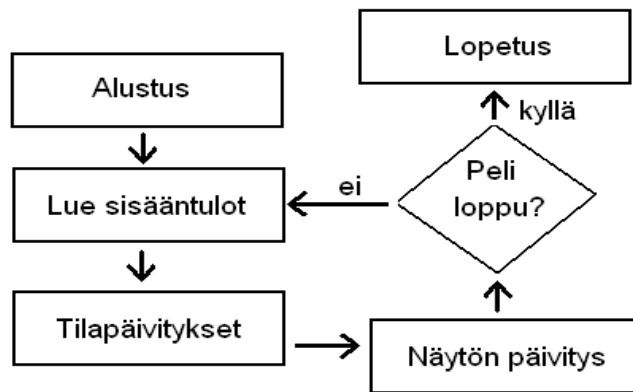 Alustus
Lue sisääntulot
Tilapäivitykset
Näytön päivitys
Peli
loppu?
ei
kyllä
Lopetus